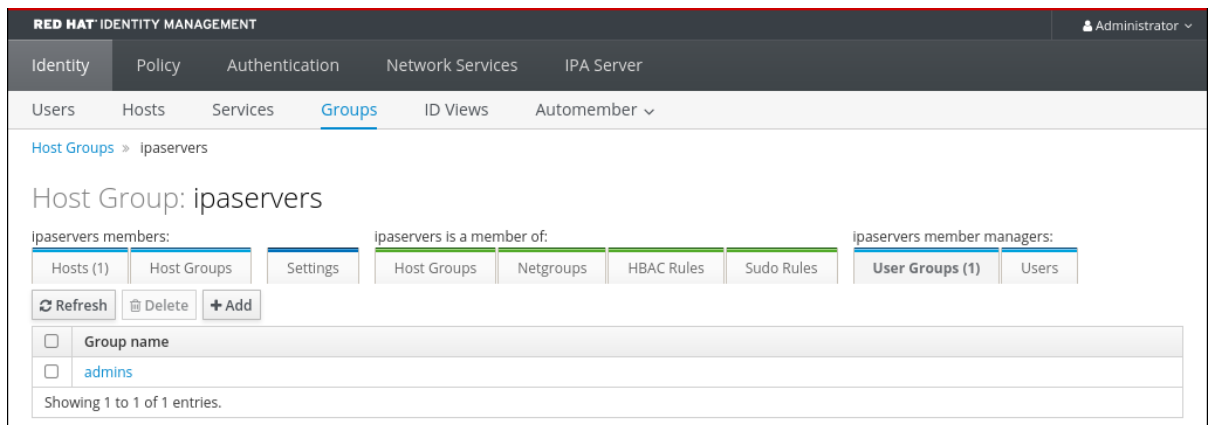 RED HAT® IDENTITY MANAGEMENT Administrator
Identity Policy Authentication Network Services IPA Server
Users Hosts Services Groups ID Views Automember
Host Groups » ipaservers
Host Group: ipaservers
ipaservers members: ipaservers is a member of: ipaservers member managers:
Hosts (1) Host Groups Settings Host Groups Netgroups HBAC Rules Sudo Rules User Groups (1) Users
Refresh Delete Add
Group name
admins
Showing 1 to 1 of 1 entries.